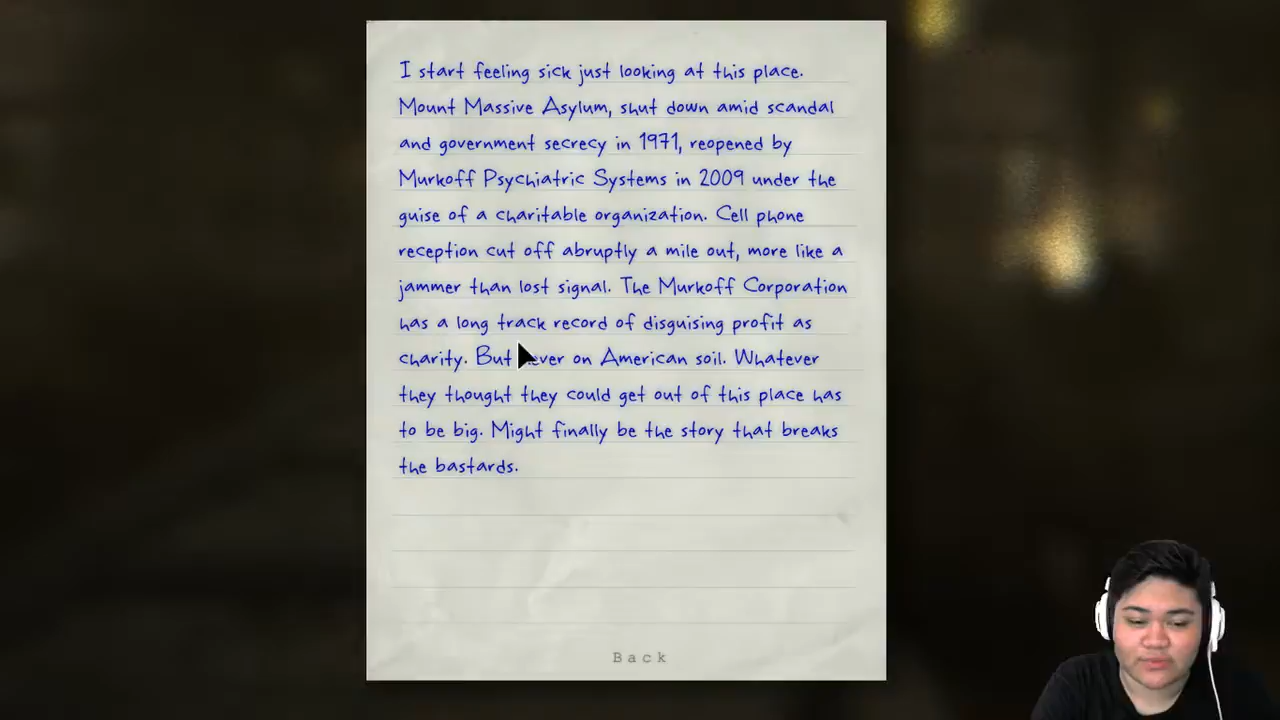 I start feeling sick just looking at this place.
Mount Massive Asylum, shut down amid scandal
and government secrecy in 1971, reopened by
Murkoff Psychiatric Systems in 2009 under the
guise of a charitable organization. Cell phone
reception cut off abruptly a mile out, more like a
jammer than lost signal. The Murkoff Corporation
has a long track record of disguising profit as
charity. But never on American soil. Whatever
they thought they could get out of this place has
to be big. Might finally be the story that breaks
the bastards.
Back